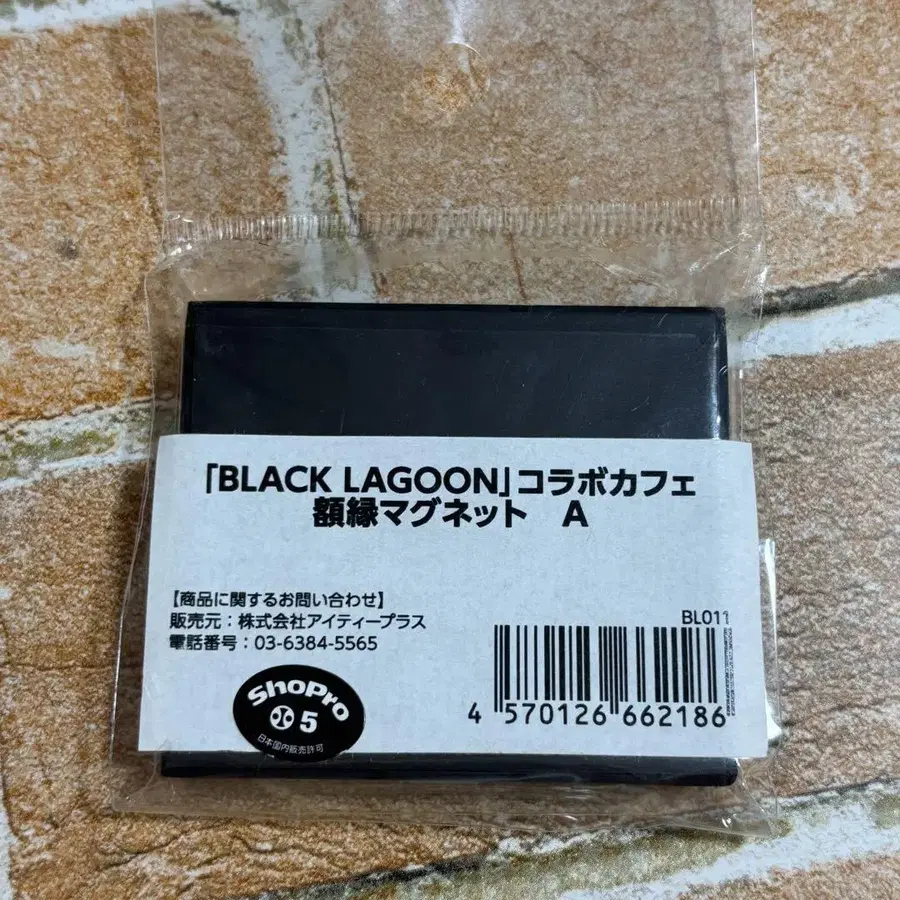 「BLACK LAGOON」コラボカフェ
額縁マグネット　A
【商品に関するお問い合わせ】
販売元：株式会社アイティープラス
電話番号：03-6384-5565
BL011
4 570126 662186
ShoPro
5
日本国内販売許可